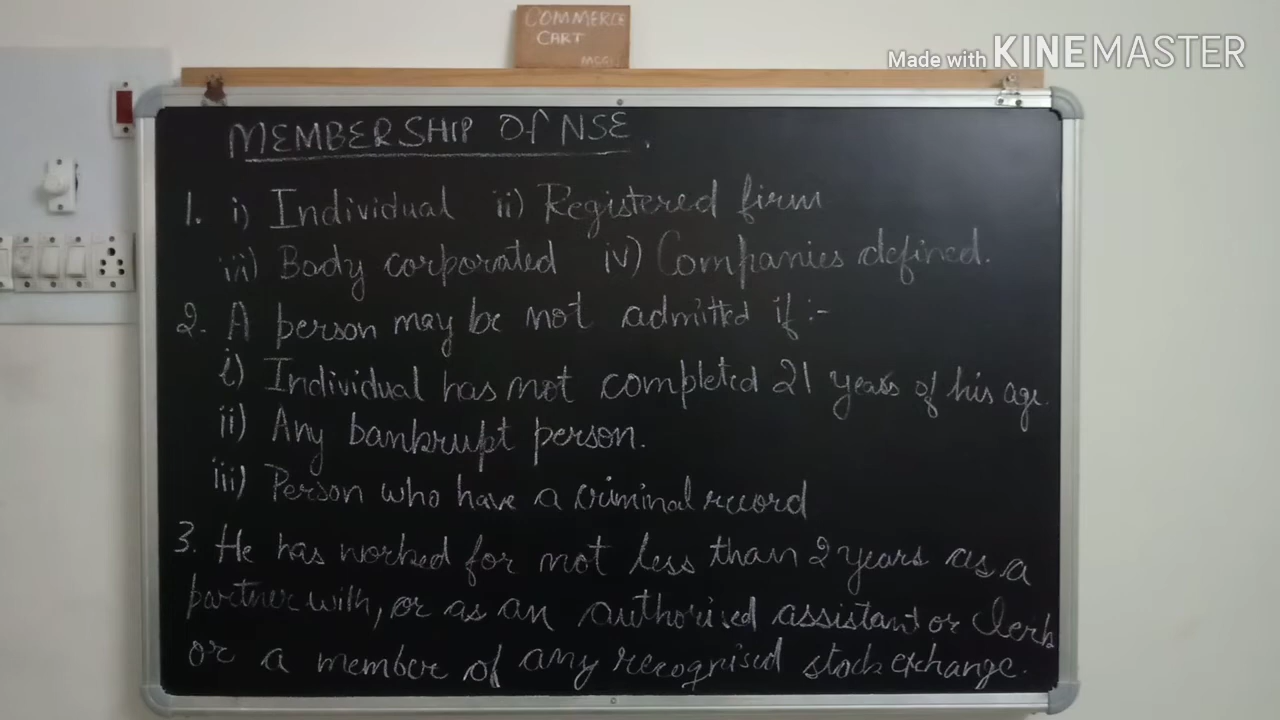 COMMERCE
CART
Made with KINEMASTER
MEMBERSHIP Of NSE.
1. i) Individual ii) Registered firm
iii) Body corporated iv) Companies defined.
2. A person may be not admitted if :-
i) Individual has not completed 21 years of his age.
ii) Any bankrupt person.
iii) Person who have a criminal record
3. He has worked for not less than 2 years as a
partner with, or as an authorised assistant or Clerk
or a member of any recognised stock exchange.